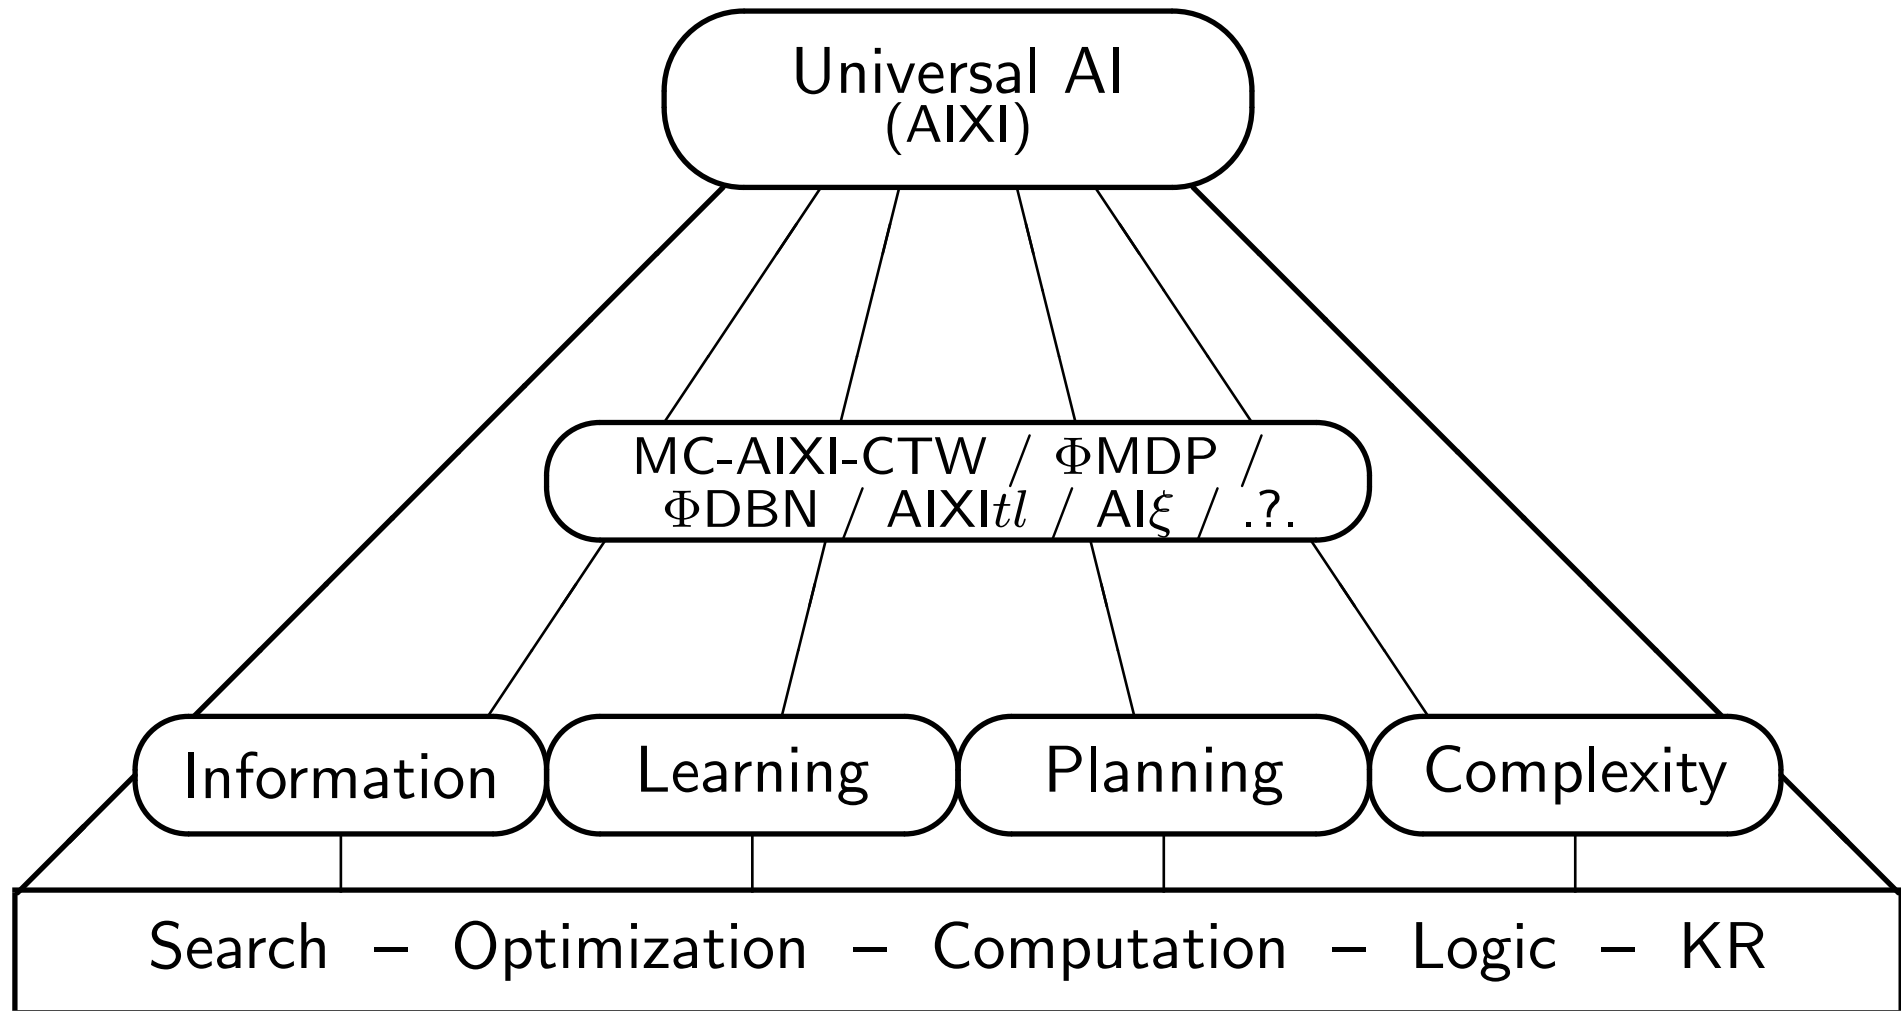 Universal AI
(AIXI)
MC-AIXI-CTW / ΦMDP /
ΦDBN / AIXItl / AIξ / .?.
Information
Learning
Planning
Complexity
Search – Optimization – Computation – Logic – KR